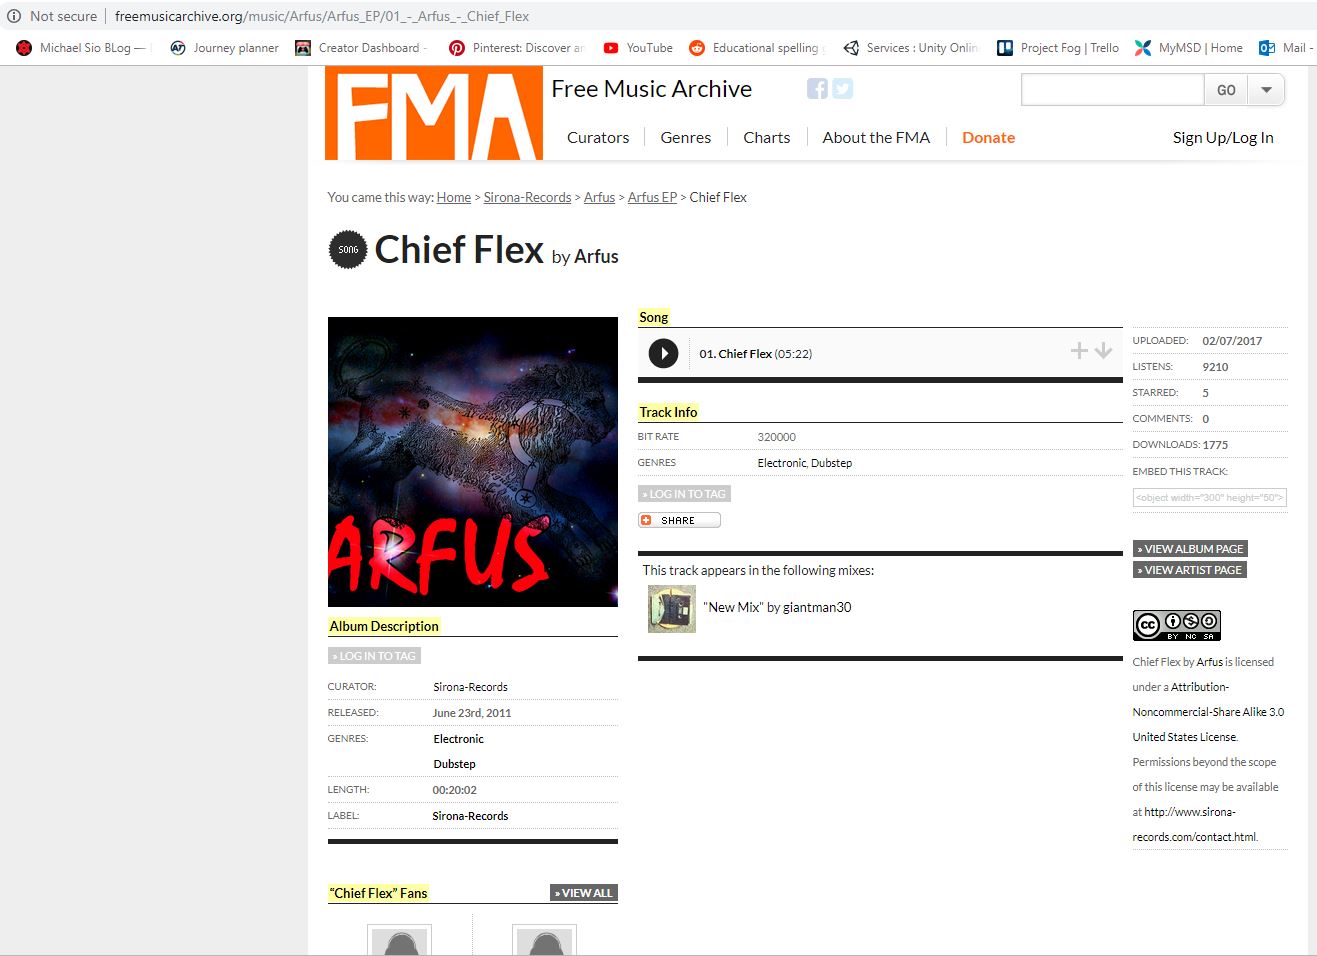 Not secure | freemusicarchive.org/music/Arfus/Arfus_EP/01_-_Arfus_-_Chief_Flex
Michael Sio BLog — Journey planner Creator Dashboard - Pinterest: Discover an YouTube Educational spelling Services : Unity Onlin Project Fog | Trello MyMSD | Home Mail -
FMA
Free Music Archive
GO
Curators Genres Charts About the FMA Donate Sign Up/Log In
You came this way: Home > Sirona-Records > Arfus > Arfus EP > Chief Flex
SONG Chief Flex by Arfus
ARFUS
Album Description
» LOG IN TO TAG
CURATOR: Sirona-Records
RELEASED: June 23rd, 2011
GENRES: Electronic
Dubstep
LENGTH: 00:20:02
LABEL: Sirona-Records
“Chief Flex” Fans » VIEW ALL
Song
01. Chief Flex (05:22)
Track Info
BIT RATE 320000
GENRES Electronic, Dubstep
» LOG IN TO TAG
SHARE
This track appears in the following mixes:
"New Mix" by giantman30
UPLOADED: 02/07/2017
LISTENS: 9210
STARRED: 5
COMMENTS: 0
DOWNLOADS: 1775
EMBED THIS TRACK:
<object width="300" height="50">
» VIEW ALBUM PAGE
» VIEW ARTIST PAGE
cc BY NC SA
Chief Flex by Arfus is licensed
under a Attribution-
Noncommercial-Share Alike 3.0
United States License.
Permissions beyond the scope
of this license may be available
at http://www.sirona-
records.com/contact.html.